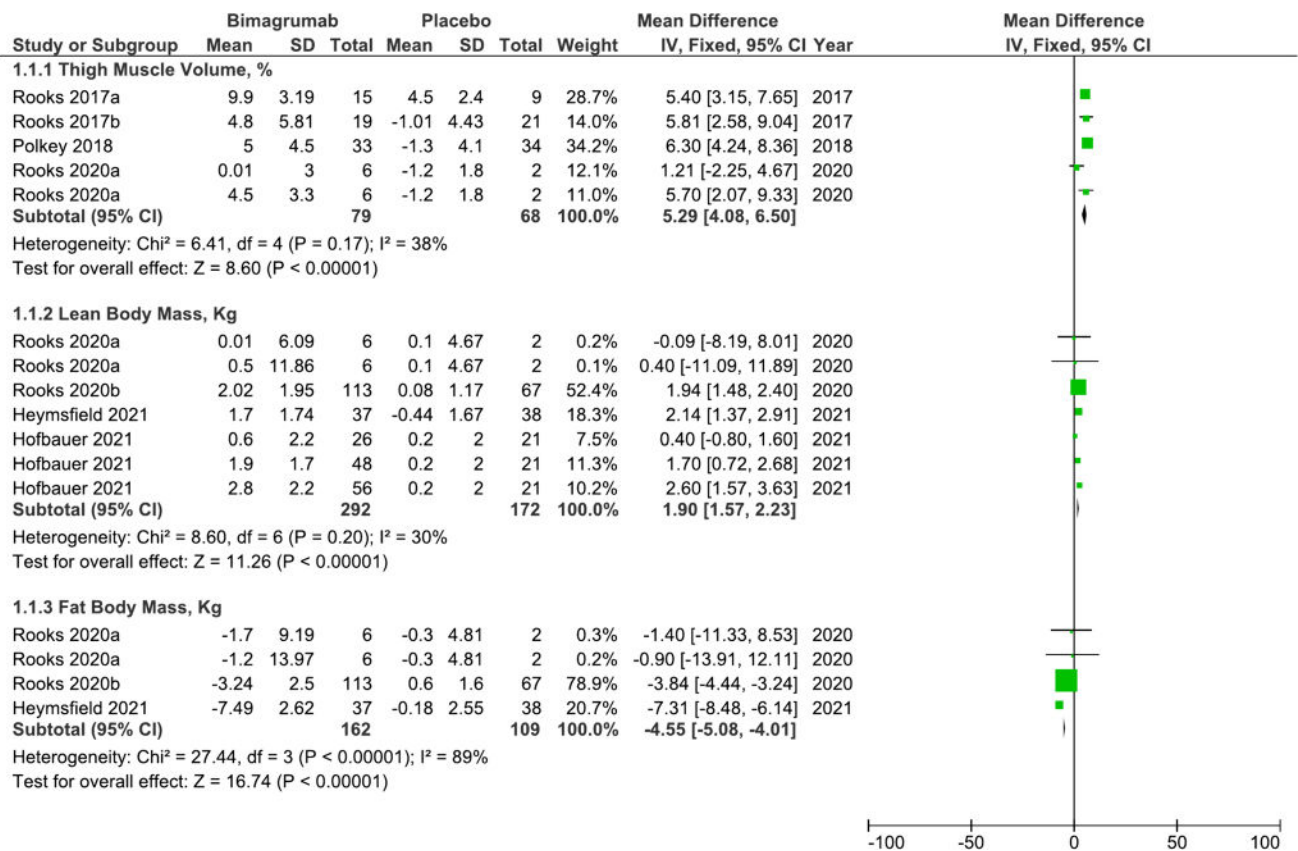 Bimagrumab Placebo Mean Difference Mean Difference
Study or Subgroup Mean SD Total Mean SD Total Weight IV, Fixed, 95% CI Year IV, Fixed, 95% CI
1.1.1 Thigh Muscle Volume, %
Rooks 2017a 9.9 3.19 15 4.5 2.4 9 28.7% 5.40 [3.15, 7.65] 2017
Rooks 2017b 4.8 5.81 19 -1.01 4.43 21 14.0% 5.81 [2.58, 9.04] 2017
Polkey 2018 5 4.5 33 -1.3 4.1 34 34.2% 6.30 [4.24, 8.36] 2018
Rooks 2020a 0.01 3 6 -1.2 1.8 2 12.1% 1.21 [-2.25, 4.67] 2020
Rooks 2020a 4.5 3.3 6 -1.2 1.8 2 11.0% 5.70 [2.07, 9.33] 2020
Subtotal (95% CI) 79 68 100.0% 5.29 [4.08, 6.50]
Heterogeneity: Chi² = 6.41, df = 4 (P = 0.17); I² = 38%
Test for overall effect: Z = 8.60 (P < 0.00001)
1.1.2 Lean Body Mass, Kg
Rooks 2020a 0.01 6.09 6 0.1 4.67 2 0.2% -0.09 [-8.19, 8.01] 2020
Rooks 2020a 0.5 11.86 6 0.1 4.67 2 0.1% 0.40 [-11.09, 11.89] 2020
Rooks 2020b 2.02 1.95 113 0.08 1.17 67 52.4% 1.94 [1.48, 2.40] 2020
Heymsfield 2021 1.7 1.74 37 -0.44 1.67 38 18.3% 2.14 [1.37, 2.91] 2021
Hofbauer 2021 0.6 2.2 26 0.2 2 21 7.5% 0.40 [-0.80, 1.60] 2021
Hofbauer 2021 1.9 1.7 48 0.2 2 21 11.3% 1.70 [0.72, 2.68] 2021
Hofbauer 2021 2.8 2.2 56 0.2 2 21 10.2% 2.60 [1.57, 3.63] 2021
Subtotal (95% CI) 292 172 100.0% 1.90 [1.57, 2.23]
Heterogeneity: Chi² = 8.60, df = 6 (P = 0.20); I² = 30%
Test for overall effect: Z = 11.26 (P < 0.00001)
1.1.3 Fat Body Mass, Kg
Rooks 2020a -1.7 9.19 6 -0.3 4.81 2 0.3% -1.40 [-11.33, 8.53] 2020
Rooks 2020a -1.2 13.97 6 -0.3 4.81 2 0.2% -0.90 [-13.91, 12.11] 2020
Rooks 2020b -3.24 2.5 113 0.6 1.6 67 78.9% -3.84 [-4.44, -3.24] 2020
Heymsfield 2021 -7.49 2.62 37 -0.18 2.55 38 20.7% -7.31 [-8.48, -6.14] 2021
Subtotal (95% CI) 162 109 100.0% -4.55 [-5.08, -4.01]
Heterogeneity: Chi² = 27.44, df = 3 (P < 0.00001); I² = 89%
Test for overall effect: Z = 16.74 (P < 0.00001)
-100 -50 0 50 100